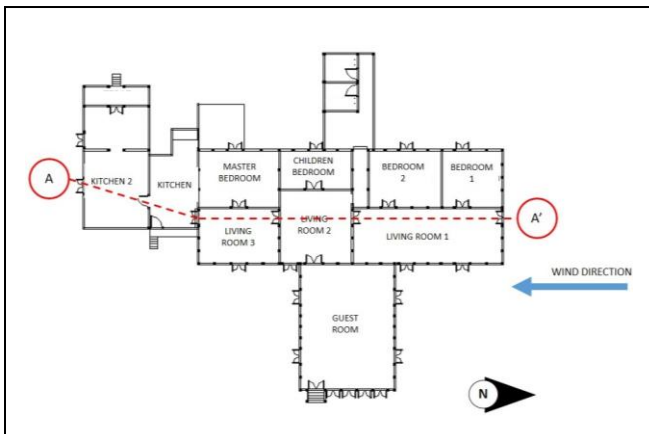 MASTER
BEDROOM
CHILDREN
BEDROOM
BEDROOM
2
BEDROOM
1
A
KITCHEN 2
KITCHEN
LIVING
ROOM 3
LIVING
ROOM 2
LIVING ROOM 1
A'
WIND DIRECTION
GUEST
ROOM
N